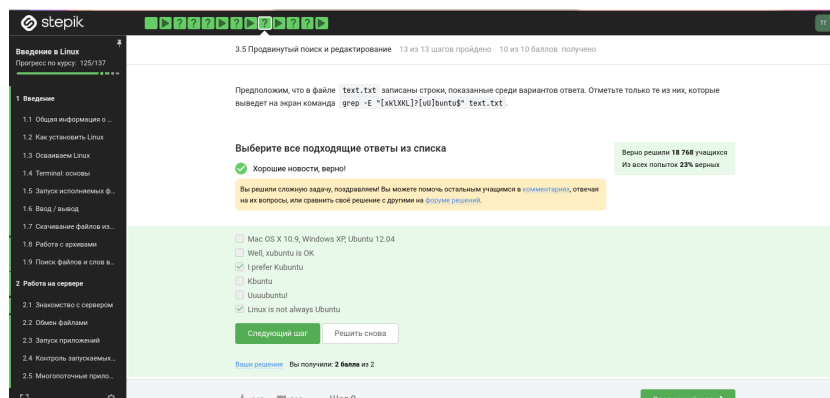 stepik
ТГ
Введение в Linux
Прогресс по курсу: 125/137
1 Введение
1.1 Общая информация о ...
1.2 Как установить Linux
1.3 Осваиваем Linux
1.4 Terminal: основы
1.5 Запуск исполняемых ф...
1.6 Ввод / вывод
1.7 Скачивание файлов из...
1.8 Работа с архивами
1.9 Поиск файлов и слов в...
2 Работа на сервере
2.1 Знакомство с сервером
2.2 Обмен файлами
2.3 Запуск приложений
2.4 Контроль запускаемых...
2.5 Многопоточные прило...
3.5 Продвинутый поиск и редактирование 13 из 13 шагов пройдено 10 из 10 баллов получено
Предположим, что в файле text.txt записаны строки, показанные среди вариантов ответа. Отметьте только те из них, которые
выведет на экран команда grep -E "[xklXKL]?[uU]buntu$" text.txt.
Выберите все подходящие ответы из списка
Хорошие новости, верно!
Верно решили 18 768 учащихся
Из всех попыток 23% верных
Вы решили сложную задачу, поздравляем! Вы можете помочь остальным учащимся в комментариях, отвечая
на их вопросы, или сравнить своё решение с другими на форуме решений.
Mac OS X 10.9, Windows XP, Ubuntu 12.04
Well, xubuntu is OK
I prefer Kubuntu
Kbuntu
Uuuubuntu!
Linux is not always Ubuntu
Следующий шаг Решить снова
Ваши решения Вы получили: 2 балла из 2